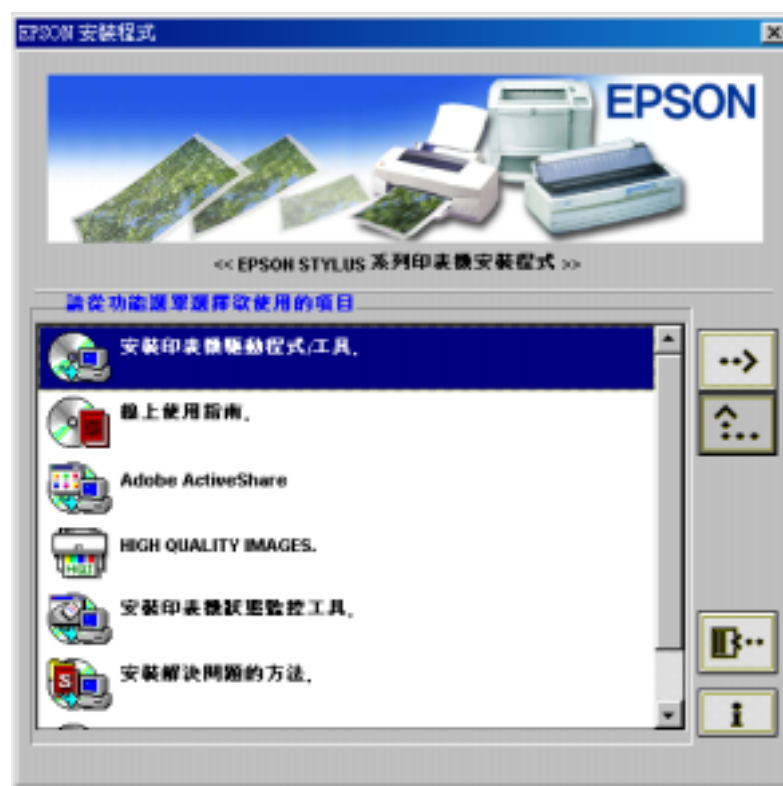 EPSON 安裝程式
EPSON
<< EPSON STYLUS 系列印表機安裝程式 >>
請從功能選單選擇欲使用的項目
安裝印表機驅動程式/工具.
線上使用指南.
Adobe ActiveShare
HIGH QUALITY IMAGES.
安裝印表機狀態監控工具.
安裝解決問題的方法.